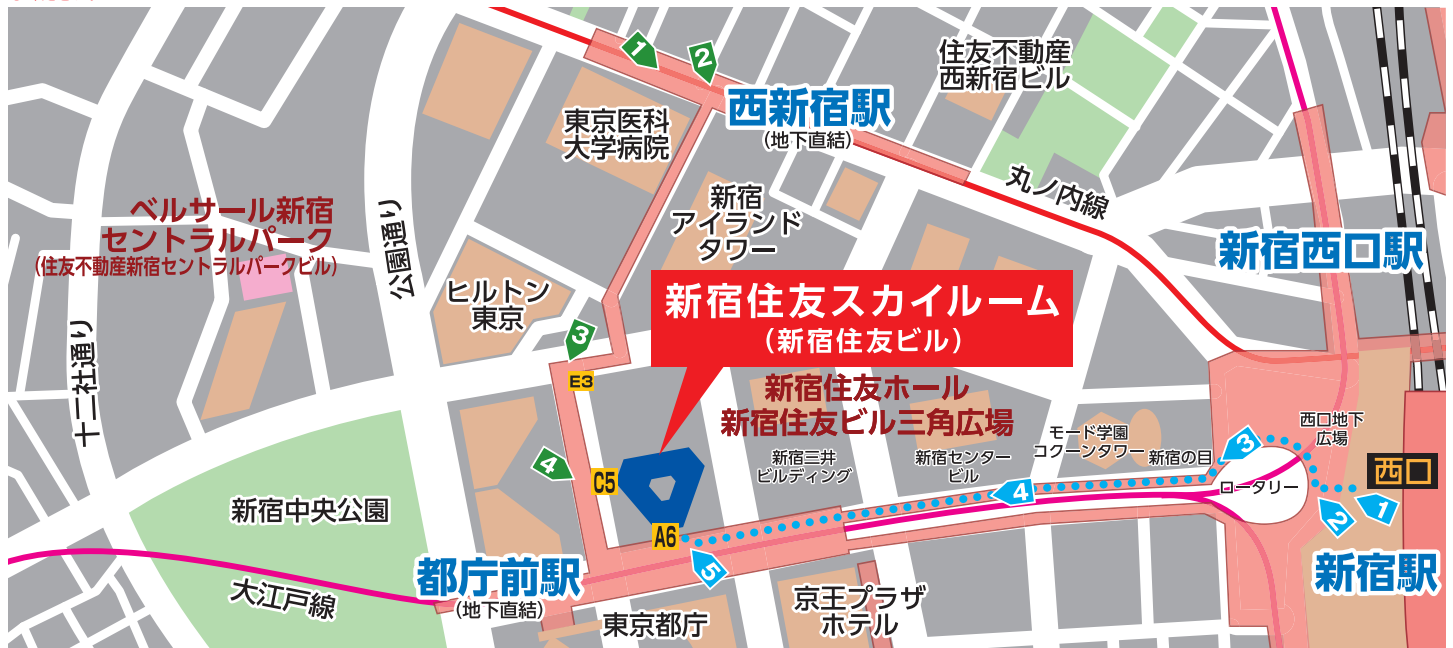 1
2
住友不動産
西新宿ビル
西新宿駅
(地下直結)
東京医科
大学病院
丸ノ内線
新宿
アイランド
タワー
ベルサール新宿
セントラルパーク
(住友不動産新宿セントラルパークビル)
公園通り
新宿西口駅
ヒルトン
東京
新宿住友スカイルーム
(新宿住友ビル)
3
E3
十二社通り
新宿住友ホール
新宿住友ビル三角広場
モード学園
コクーンタワー
新宿の目
西口地下
広場
3
4
C5
新宿三井
ビルディング
新宿センター
ビル
4
ロータリー
西口
1
2
新宿中央公園
A6
5
都庁前駅
(地下直結)
新宿駅
大江戸線
東京都庁
京王プラザ
ホテル